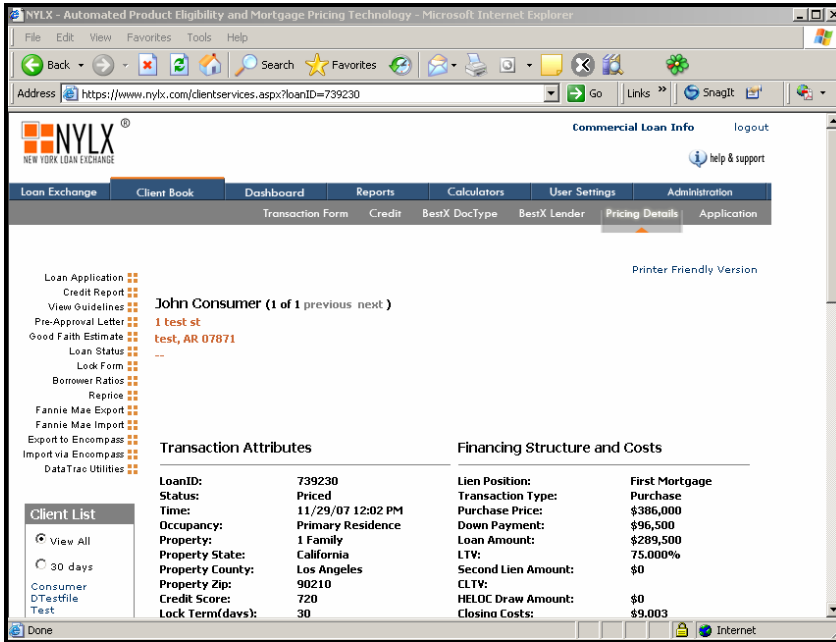 NYLX - Automated Product Eligibility and Mortgage Pricing Technology - Microsoft Internet Explorer
File Edit View Favorites Tools Help
Back Search Favorites
Address https://www.nylx.com/clientservices.aspx?loanID=739230 Go Links » SnagIt
NYLX ®
NEW YORK LOAN EXCHANGE
Commercial Loan Info logout
help & support
Loan Exchange Client Book Dashboard Reports Calculators User Settings Administration
Transaction Form Credit BestX DocType BestX Lender Pricing Details Application
Printer Friendly Version
Loan Application
Credit Report
View Guidelines
Pre-Approval Letter
Good Faith Estimate
Loan Status
Lock Form
Borrower Ratios
Reprice
Fannie Mae Export
Fannie Mae Import
Export to Encompass
Import via Encompass
DataTrac Utilities
Client List
View All
30 days
Consumer
DTestfile
Test
John Consumer (1 of 1 previous next )
1 test st
test, AR 07871
--
Transaction Attributes
LoanID: 739230
Status: Priced
Time: 11/29/07 12:02 PM
Occupancy: Primary Residence
Property: 1 Family
Property State: California
Property County: Los Angeles
Property Zip: 90210
Credit Score: 720
Lock Term(days): 30
Financing Structure and Costs
Lien Position: First Mortgage
Transaction Type: Purchase
Purchase Price: $386,000
Down Payment: $96,500
Loan Amount: $289,500
LTV: 75.000%
Second Lien Amount: $0
CLTV:
HELOC Draw Amount: $0
Closing Costs: $9,003
Done Internet